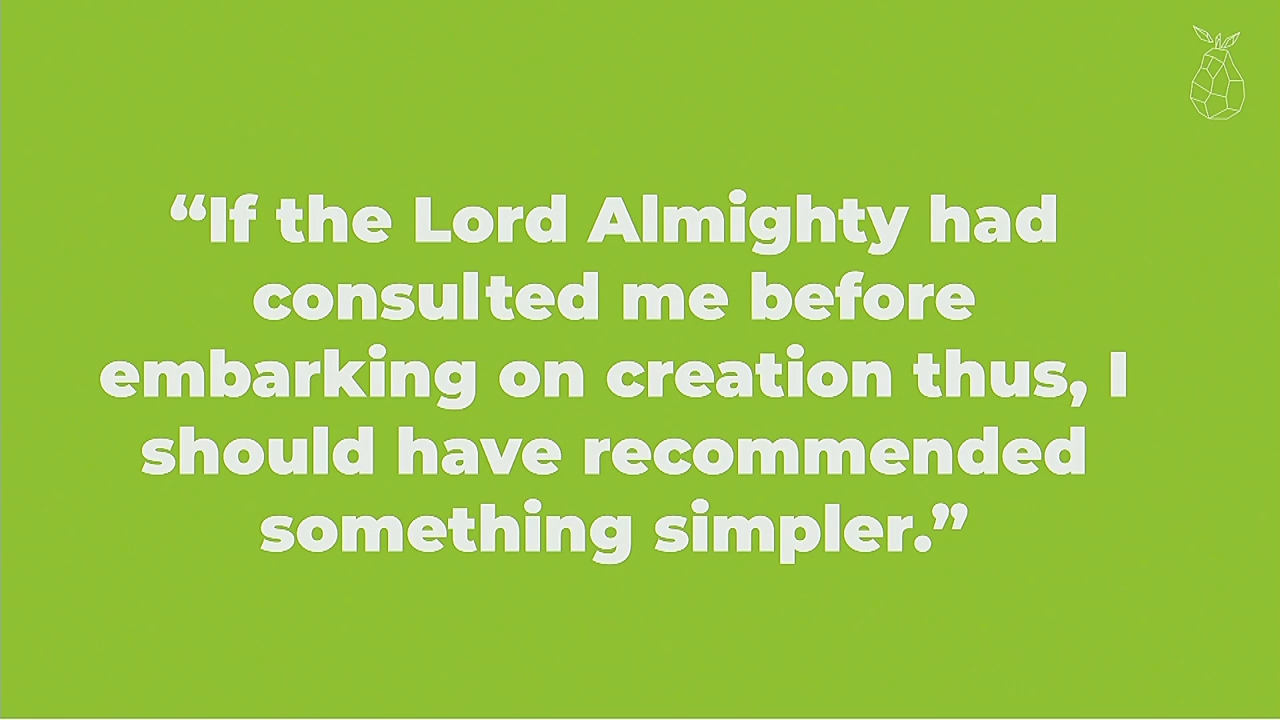 “If the Lord Almighty had
consulted me before
embarking on creation thus, I
should have recommended
something simpler.”